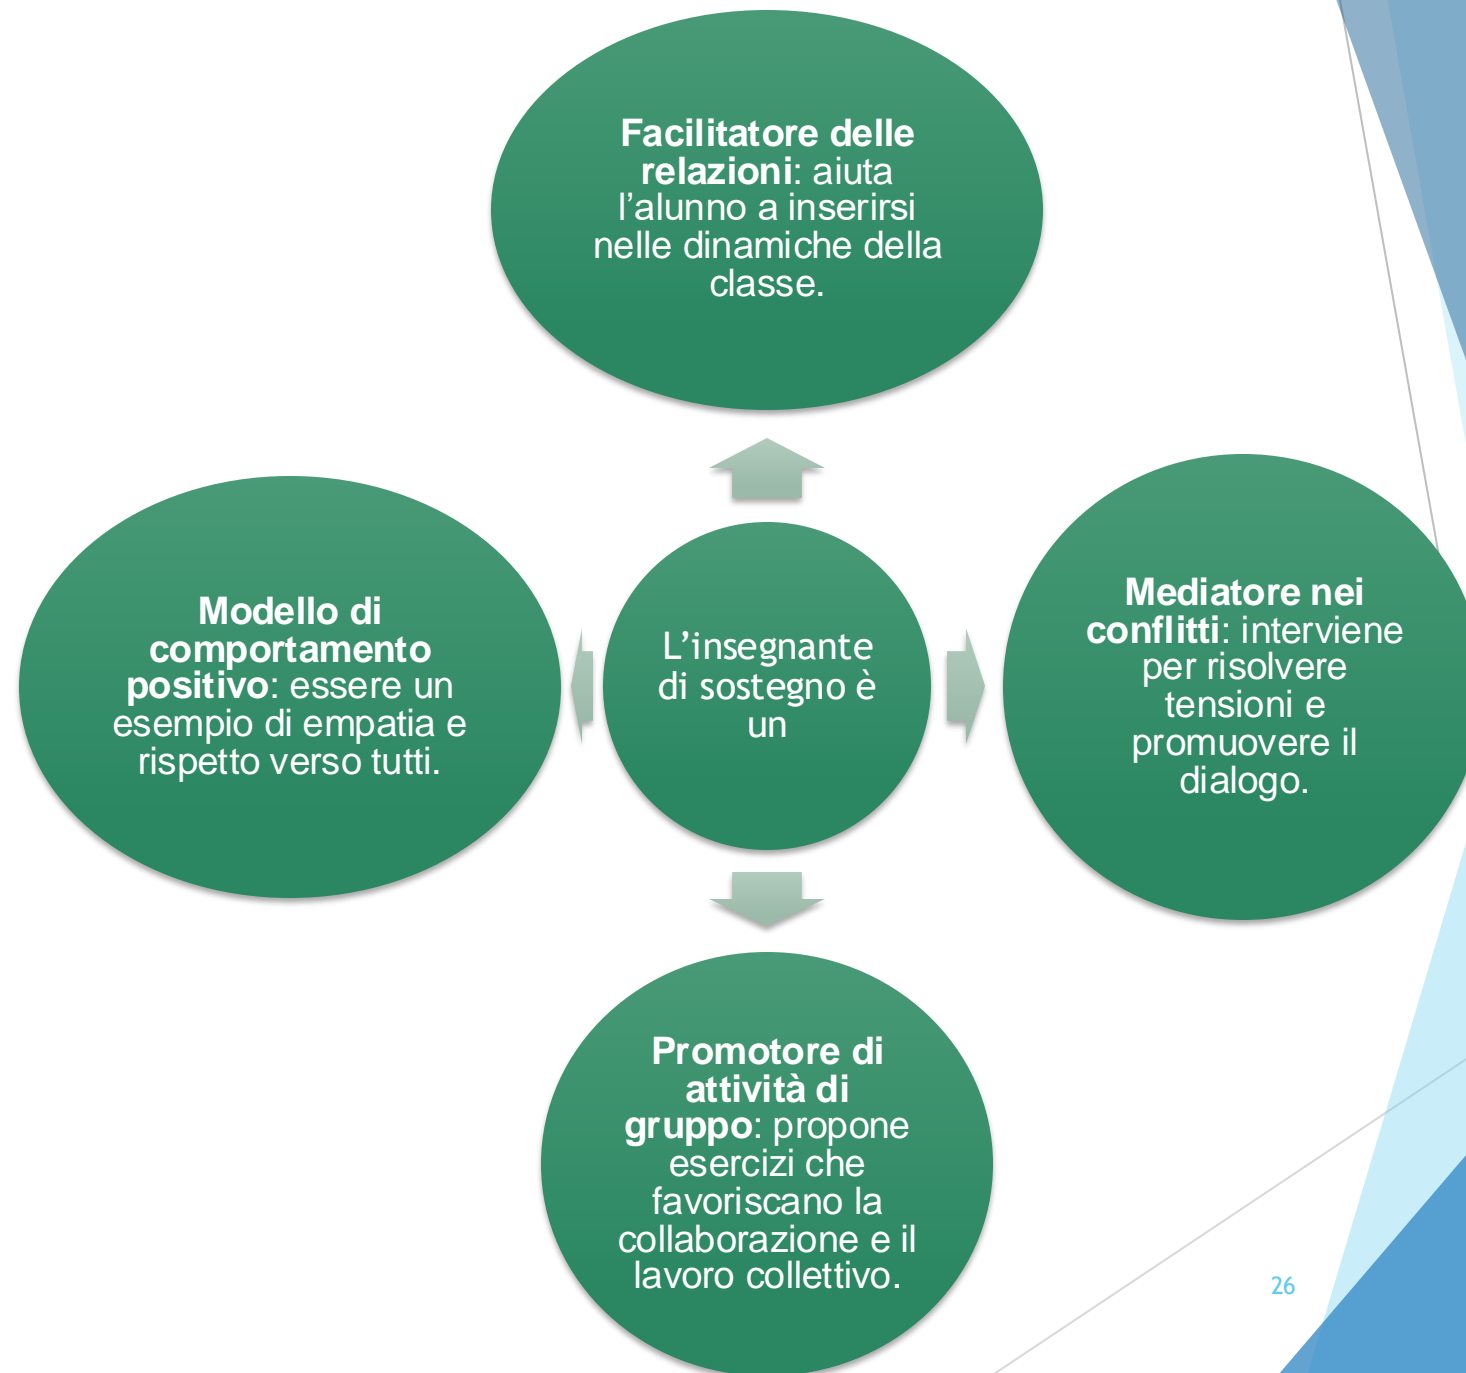 Facilitatore delle
relazioni: aiuta
l’alunno a inserirsi
nelle dinamiche della
classe.
Modello di
comportamento
positivo: essere un
esempio di empatia e
rispetto verso tutti.
L’insegnante
di sostegno è
un
Mediatore nei
conflitti: interviene
per risolvere
tensioni e
promuovere il
dialogo.
Promotore di
attività di
gruppo: propone
esercizi che
favoriscano la
collaborazione e il
lavoro collettivo.
26